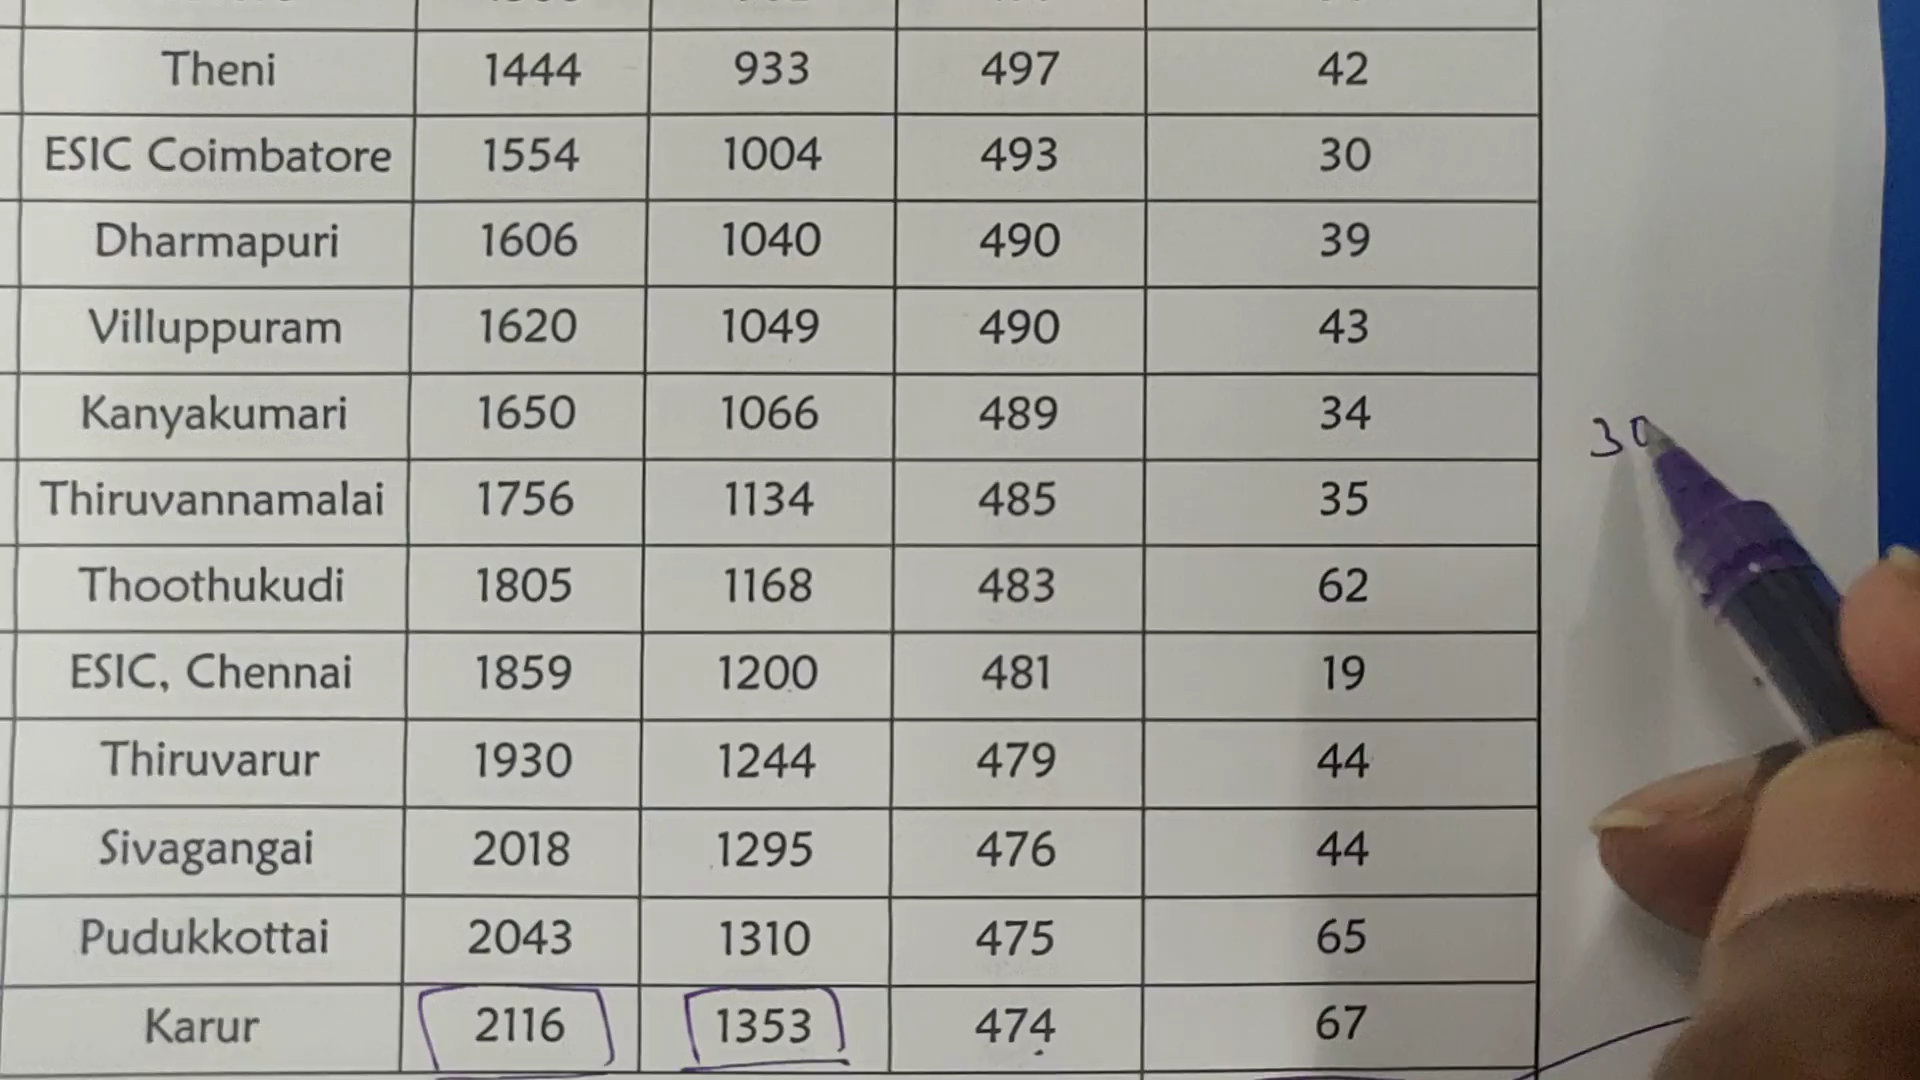 Theni 1444 933 497 42
ESIC Coimbatore 1554 1004 493 30
Dharmapuri 1606 1040 490 39
Villuppuram 1620 1049 490 43
Kanyakumari 1650 1066 489 34
30
Thiruvannamalai 1756 1134 485 35
Thoothukudi 1805 1168 483 62
ESIC, Chennai 1859 1200 481 19
Thiruvarur 1930 1244 479 44
Sivagangai 2018 1295 476 44
Pudukkottai 2043 1310 475 65
Karur 2116 1353 474 67